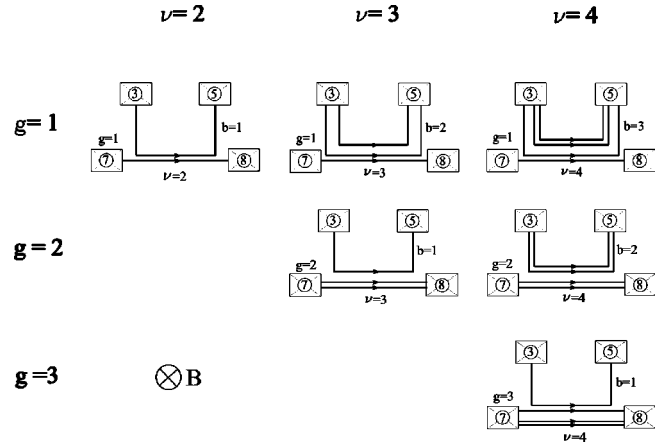 ν=2 ν=3 ν=4
g=1
③ ⑤ ③ ⑤ ③ ⑤
g=1 b=1 g=1 b=2 g=1 b=3
⑦ ⑧ ⑦ ⑧ ⑦ ⑧
ν=2 ν=3 ν=4
g=2
③ ⑤ ③ ⑤
g=2 b=1 g=2 b=2
⑦ ⑧ ⑦ ⑧
ν=3 ν=4
g=3 B
③ ⑤
g=3 b=1
⑦ ⑧
ν=4